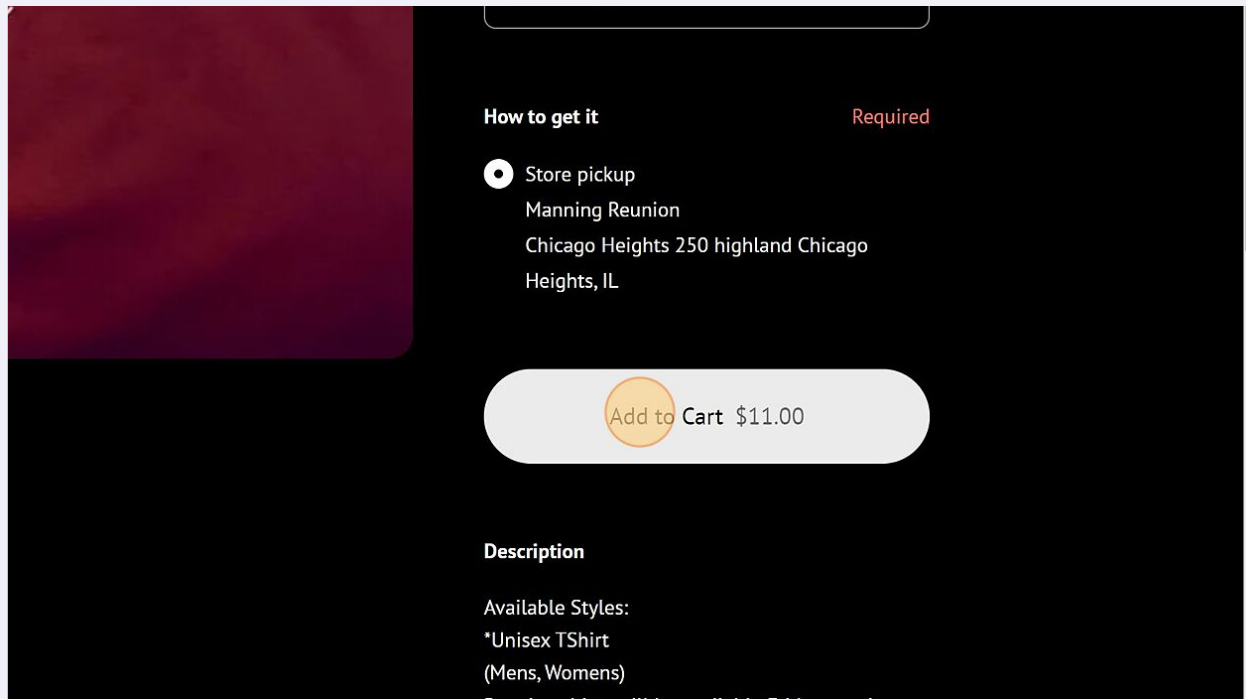 How to get it Required
Store pickup
Manning Reunion
Chicago Heights 250 highland Chicago
Heights, IL
Add to Cart $11.00
Description
Available Styles:
*Unisex TShirt
(Mens, Womens)